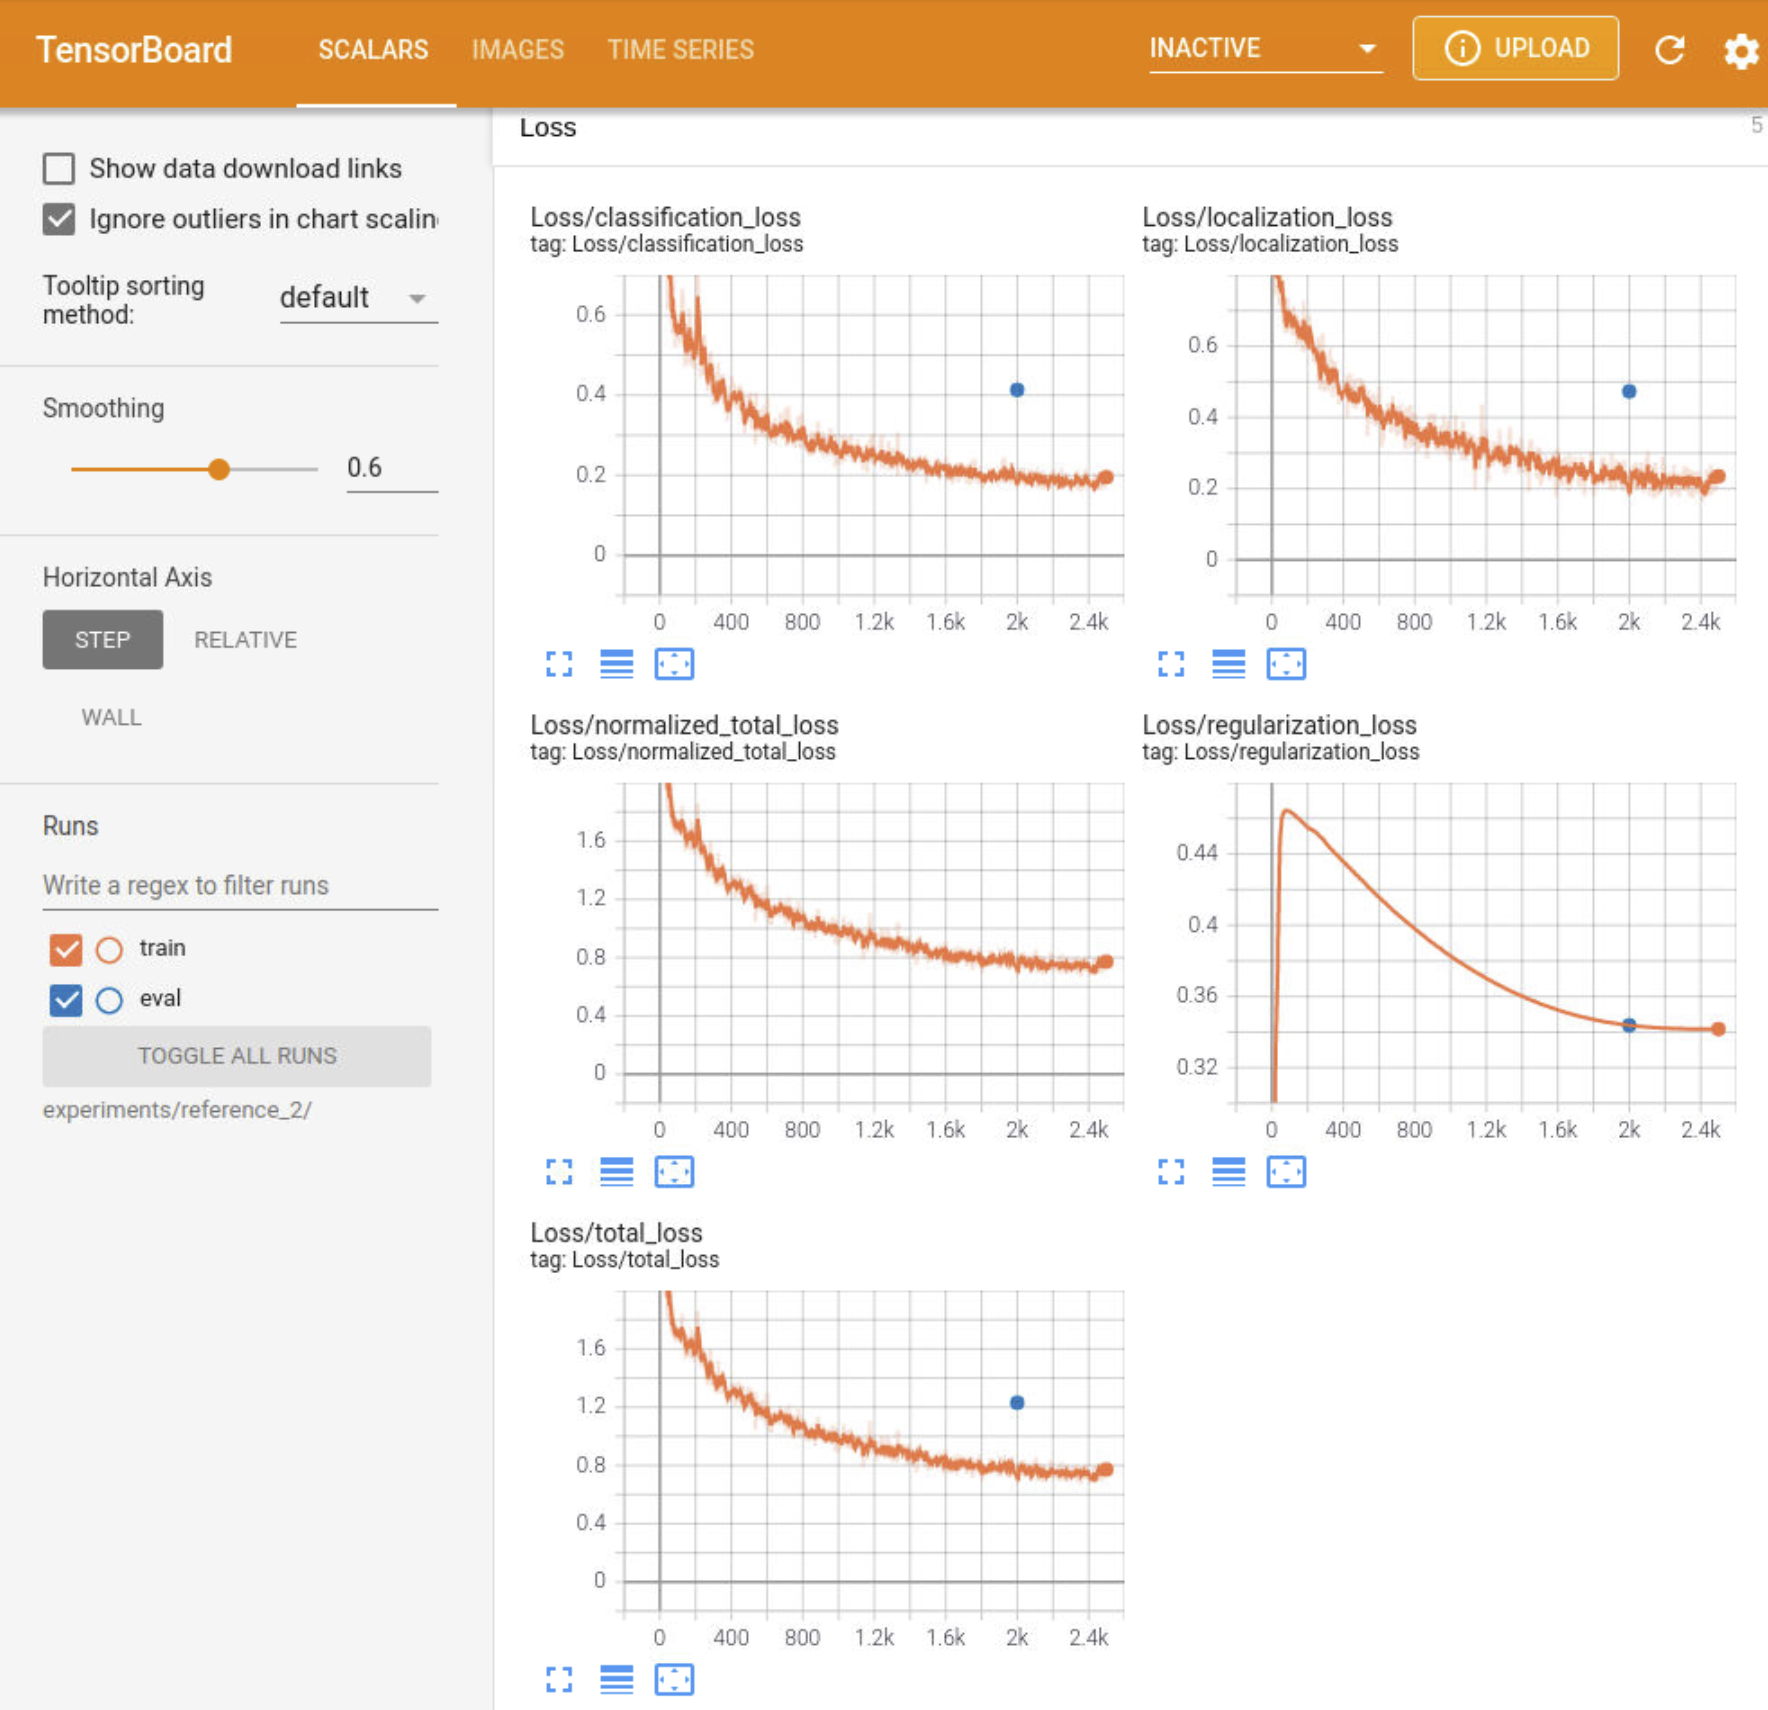 TensorBoard SCALARS IMAGES TIME SERIES INACTIVE UPLOAD
Show data download links
Ignore outliers in chart scalin
Tooltip sorting
method:
default
Smoothing
0.6
Horizontal Axis
STEP RELATIVE
WALL
Runs
Write a regex to filter runs
train
eval
TOGGLE ALL RUNS
experiments/reference_2/
Loss 5
Loss/classification_loss
tag: Loss/classification_loss
0.6
0.4
0.2
0
0 400 800 1.2k 1.6k 2k 2.4k
Loss/localization_loss
tag: Loss/localization_loss
0.6
0.4
0.2
0
0 400 800 1.2k 1.6k 2k 2.4k
Loss/normalized_total_loss
tag: Loss/normalized_total_loss
1.6
1.2
0.8
0.4
0
0 400 800 1.2k 1.6k 2k 2.4k
Loss/regularization_loss
tag: Loss/regularization_loss
0.44
0.4
0.36
0.32
0 400 800 1.2k 1.6k 2k 2.4k
Loss/total_loss
tag: Loss/total_loss
1.6
1.2
0.8
0.4
0
0 400 800 1.2k 1.6k 2k 2.4k